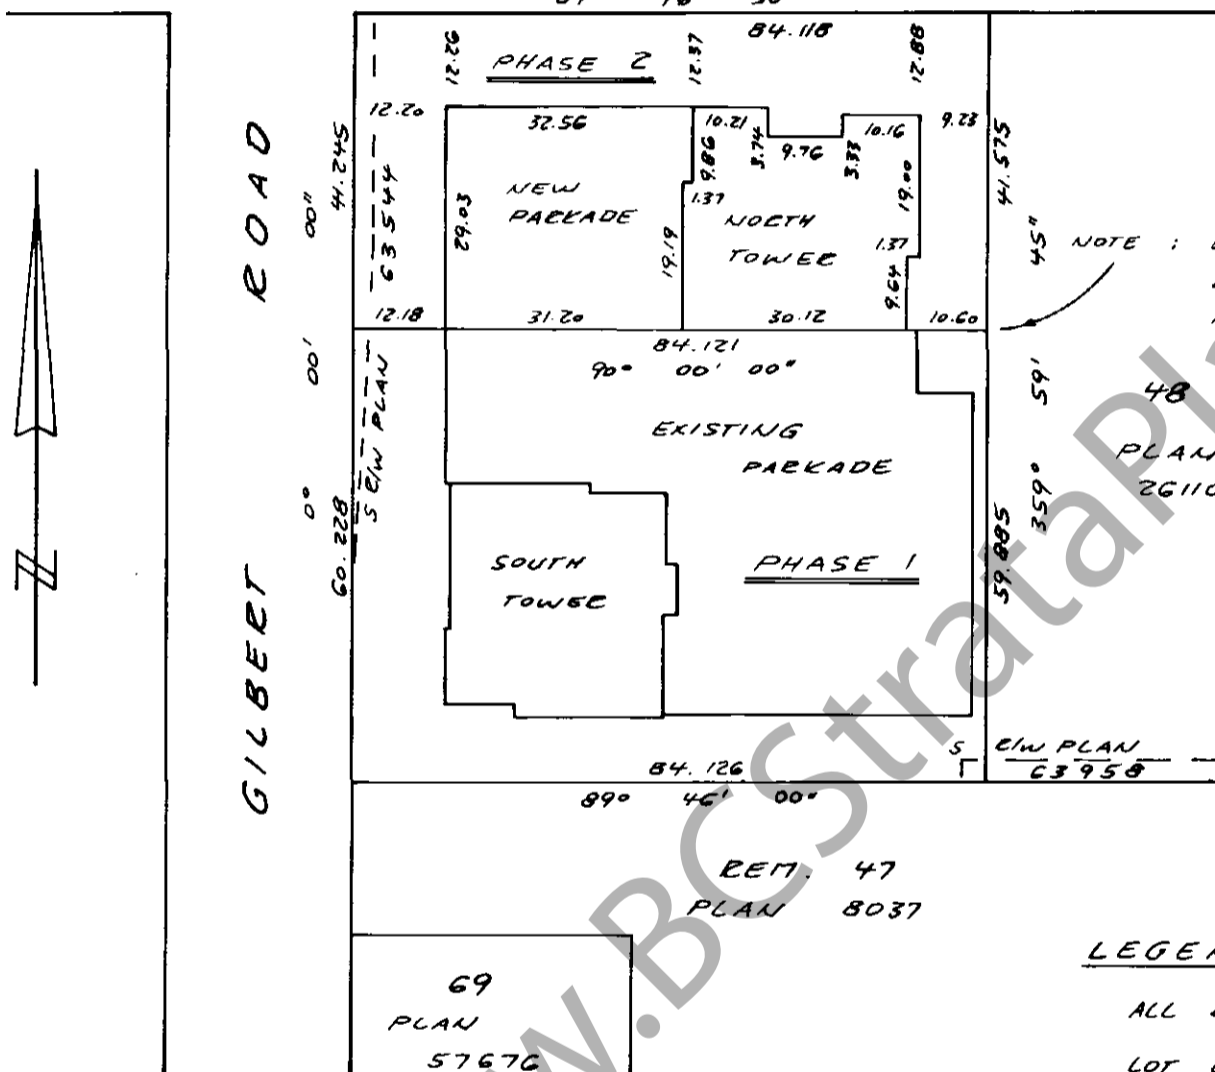 84.118
12.26
12.37
12.88
PHASE 2
12.20
32.56
10.21
9.76
10.16
9.23
41.245
9.86
3.74
3.33
19.00
41.575
63544
NEW
PARKADE
1.37
NORTH
TOWER
29.03
19.19
1.37
9.64
12.18
31.20
30.12
10.60
84.121
90° 00' 00"
GILBERT ROAD
0° 00' 00"
359° 59' 45"
NOTE :
S R/W PLAN
EXISTING
PARKADE
48
PLAN
26110
60.228
59.885
SOUTH
TOWER
PHASE 1
N
S R/W PLAN
63958
84.126
89° 46' 00"
REM. 47
PLAN 8037
69
PLAN
57676
LEGEN
ALL
LOT
w.BCStrataPla